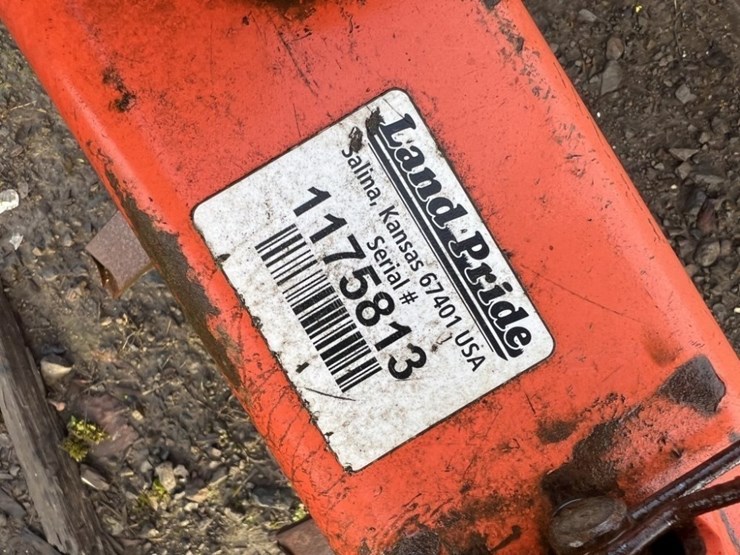 Land Pride
Salina, Kansas 67401 USA
Serial #
1175813